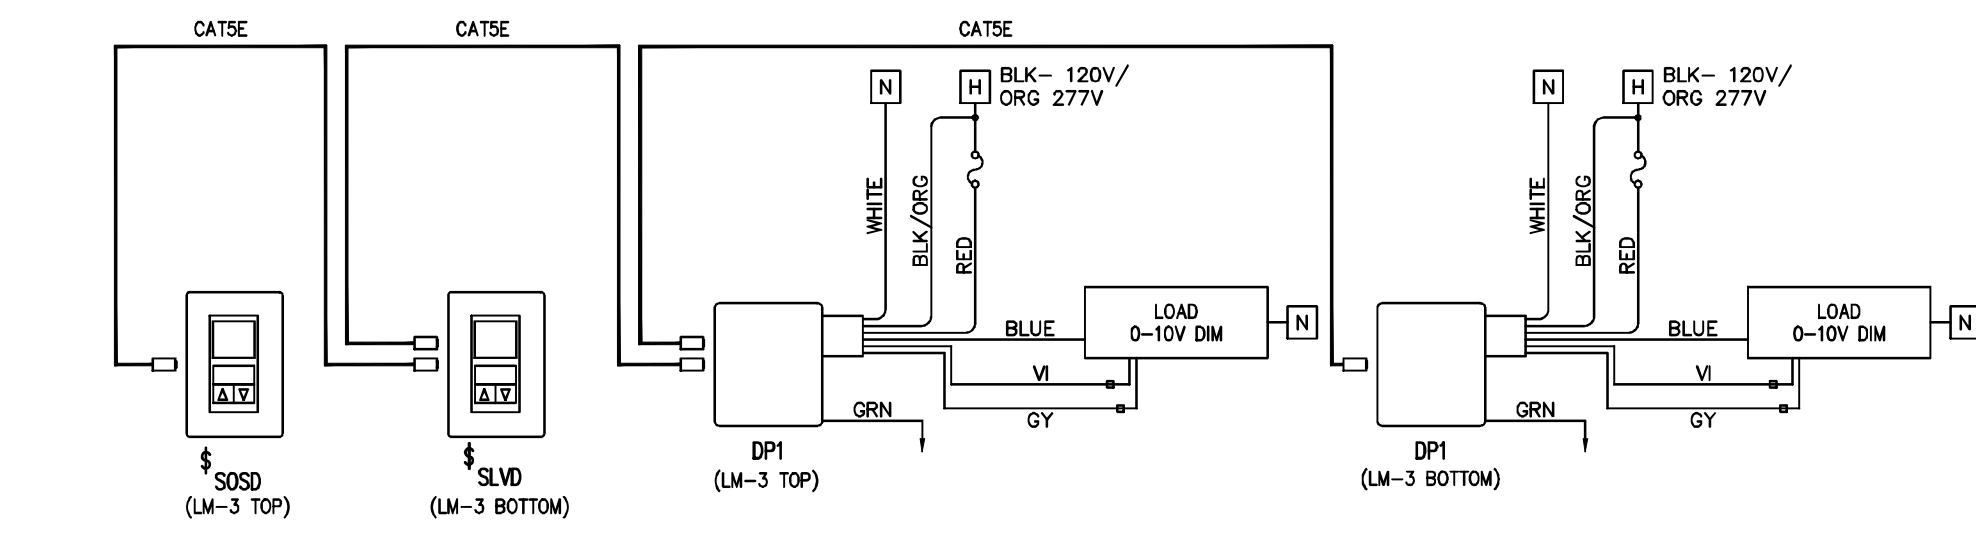 CAT5E
CAT5E
CAT5E
N
H
BLK- 120V/
ORG 277V
N
H
BLK- 120V/
ORG 277V
WHITE
BLK/ORG
RED
WHITE
BLK/ORG
RED
BLUE
LOAD
0-10V DIM
N
BLUE
LOAD
0-10V DIM
N
VI
GY
GRN
VI
GY
GRN
$
SOSD
(LM-3 TOP)
$
SLVD
(LM-3 BOTTOM)
DP1
(LM-3 TOP)
DP1
(LM-3 BOTTOM)